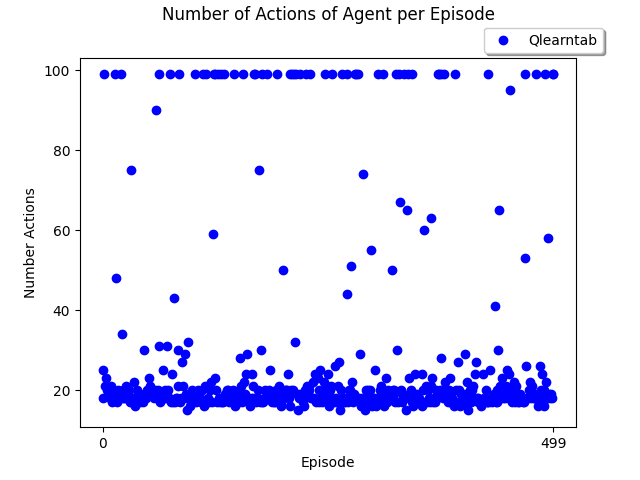 Number of Actions of Agent per Episode
Qlearntab
100
80
60
40
20
Number Actions
0
499
Episode